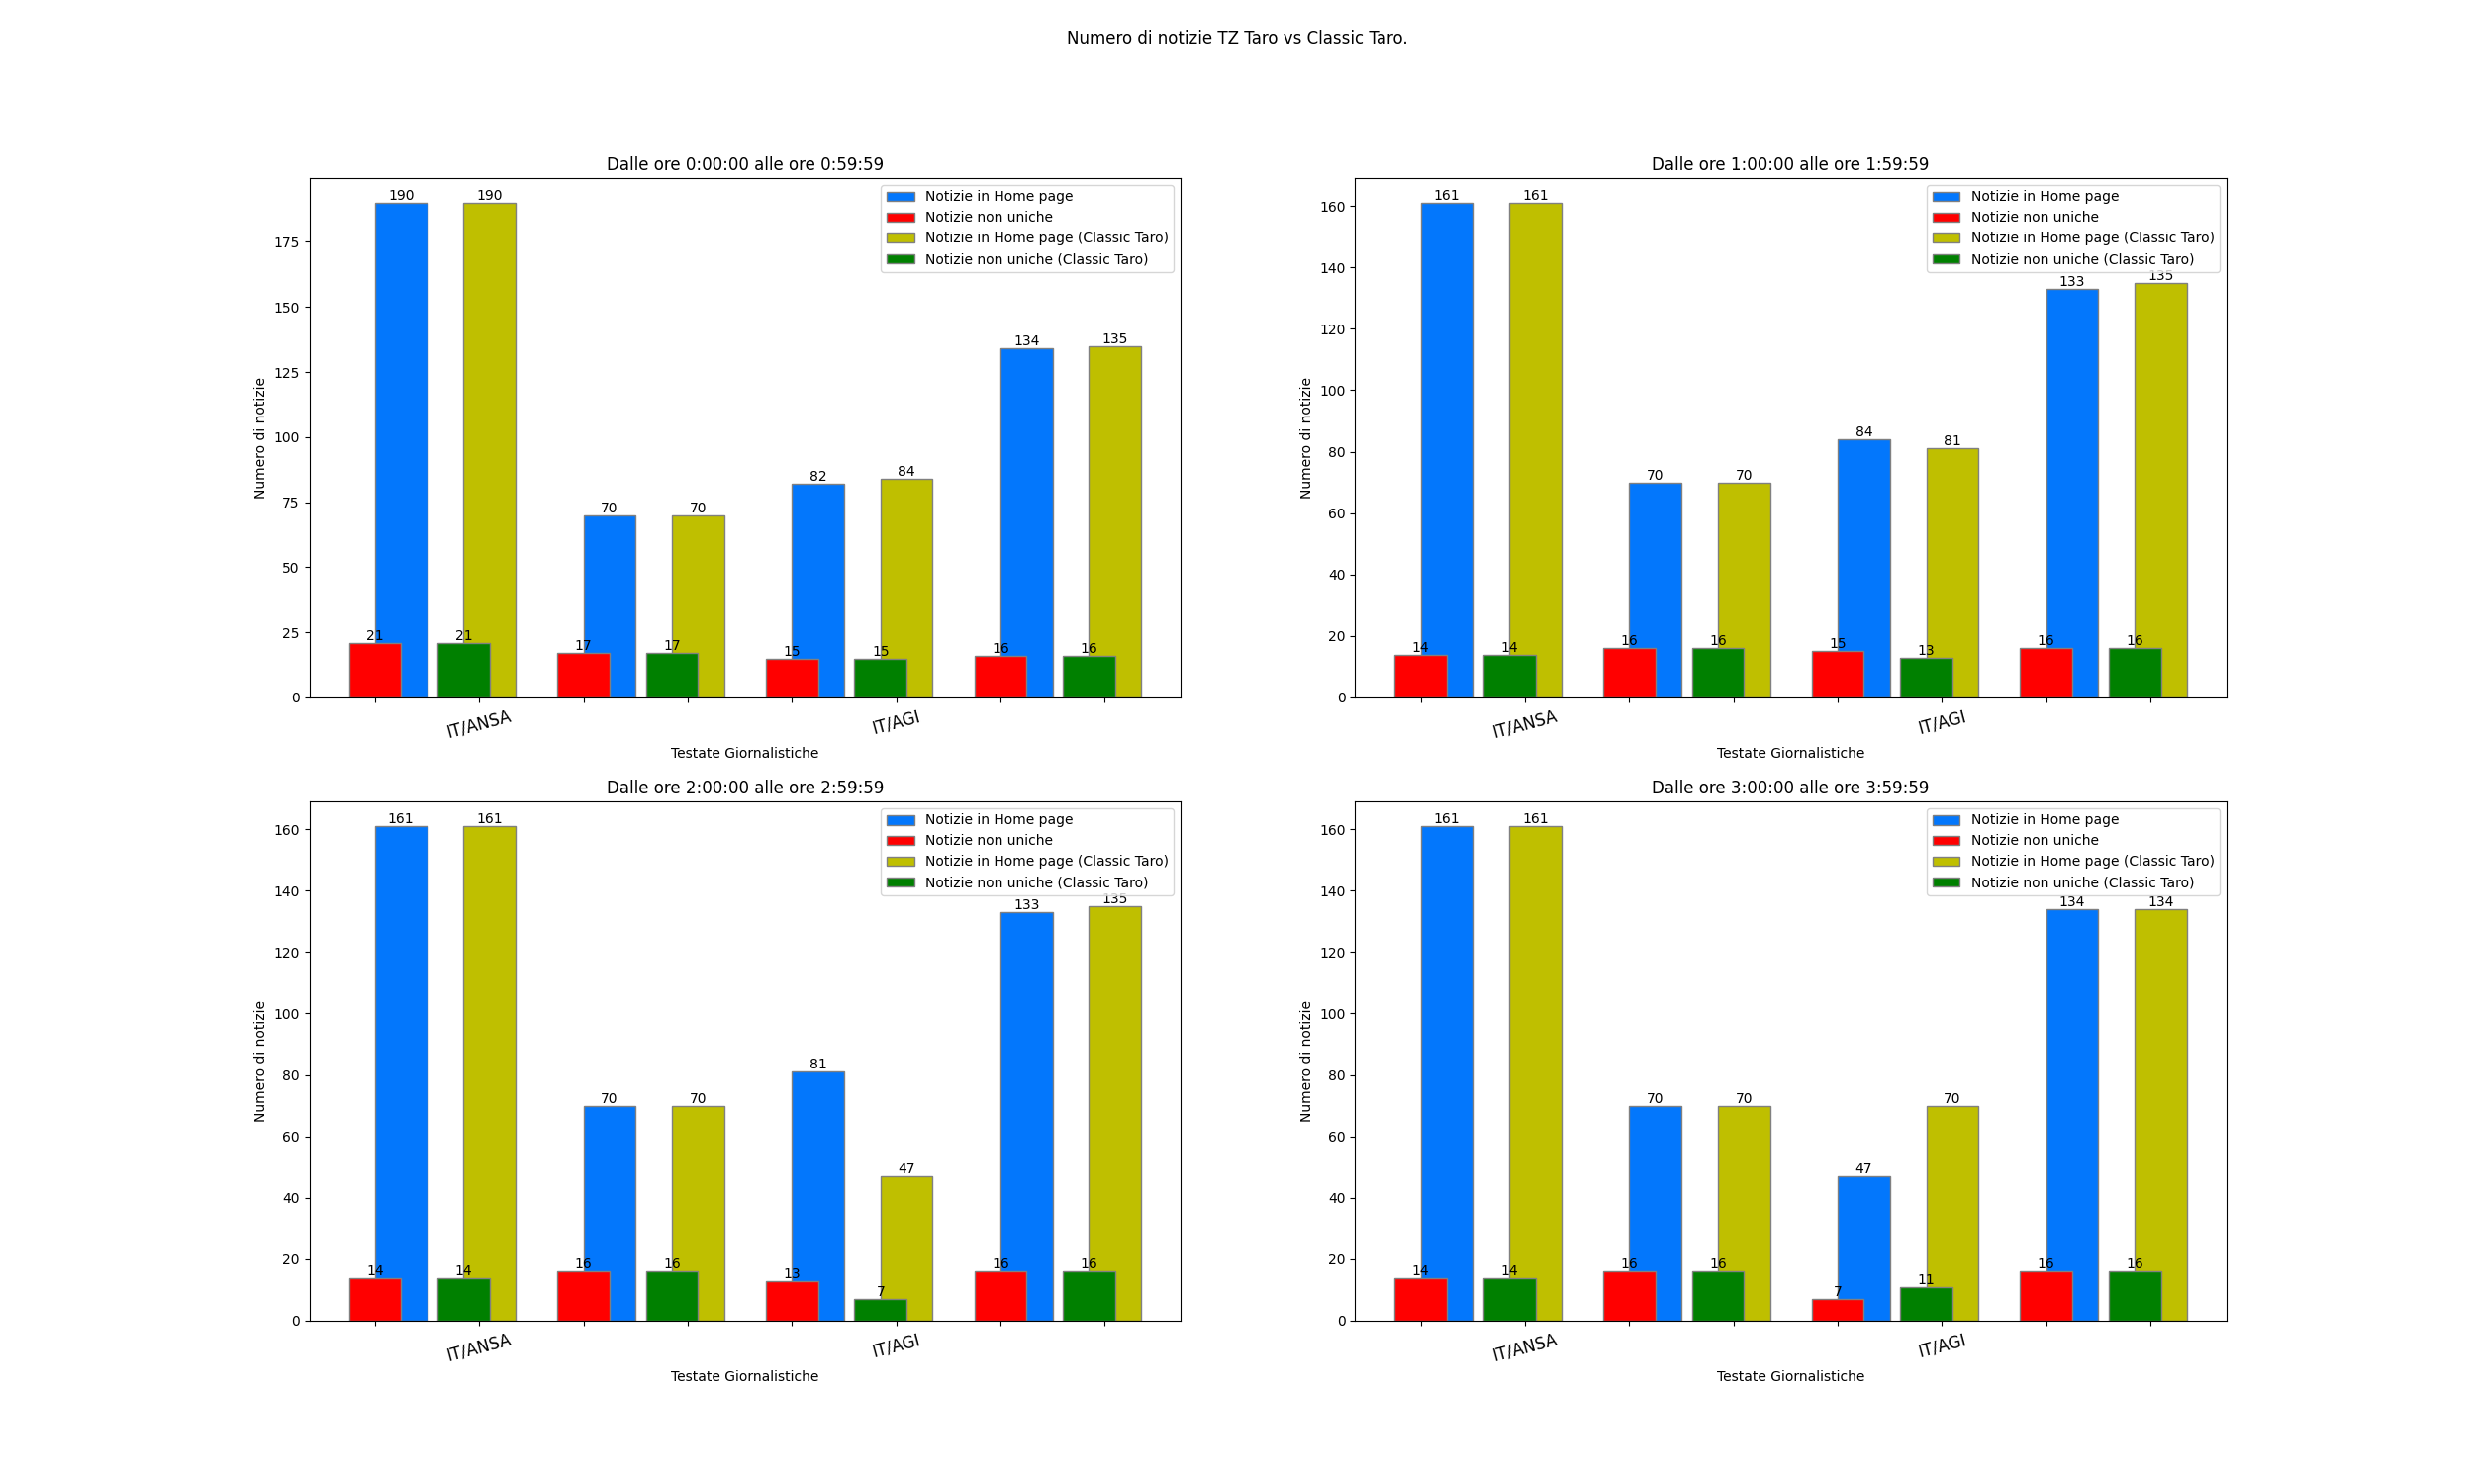 Numero di notizie TZ Taro vs Classic Taro.
Dalle ore 0:00:00 alle ore 0:59:59
Numero di notizie
175
150
125
100
75
50
25
0
190
190
70
70
82
84
134
135
21
21
17
17
15
15
16
16
Notizie in Home page
Notizie non uniche
Notizie in Home page (Classic Taro)
Notizie non uniche (Classic Taro)
IT/ANSA
IT/AGI
Testate Giornalistiche
Dalle ore 1:00:00 alle ore 1:59:59
Numero di notizie
160
140
120
100
80
60
40
20
0
161
161
70
70
84
81
133
135
14
14
16
16
15
13
16
16
Notizie in Home page
Notizie non uniche
Notizie in Home page (Classic Taro)
Notizie non uniche (Classic Taro)
IT/ANSA
IT/AGI
Testate Giornalistiche
Dalle ore 2:00:00 alle ore 2:59:59
Numero di notizie
160
140
120
100
80
60
40
20
0
161
161
70
70
81
47
133
135
14
14
16
16
13
7
16
16
Notizie in Home page
Notizie non uniche
Notizie in Home page (Classic Taro)
Notizie non uniche (Classic Taro)
IT/ANSA
IT/AGI
Testate Giornalistiche
Dalle ore 3:00:00 alle ore 3:59:59
Numero di notizie
160
140
120
100
80
60
40
20
0
161
161
70
70
47
70
134
134
14
14
16
16
7
11
16
16
Notizie in Home page
Notizie non uniche
Notizie in Home page (Classic Taro)
Notizie non uniche (Classic Taro)
IT/ANSA
IT/AGI
Testate Giornalistiche